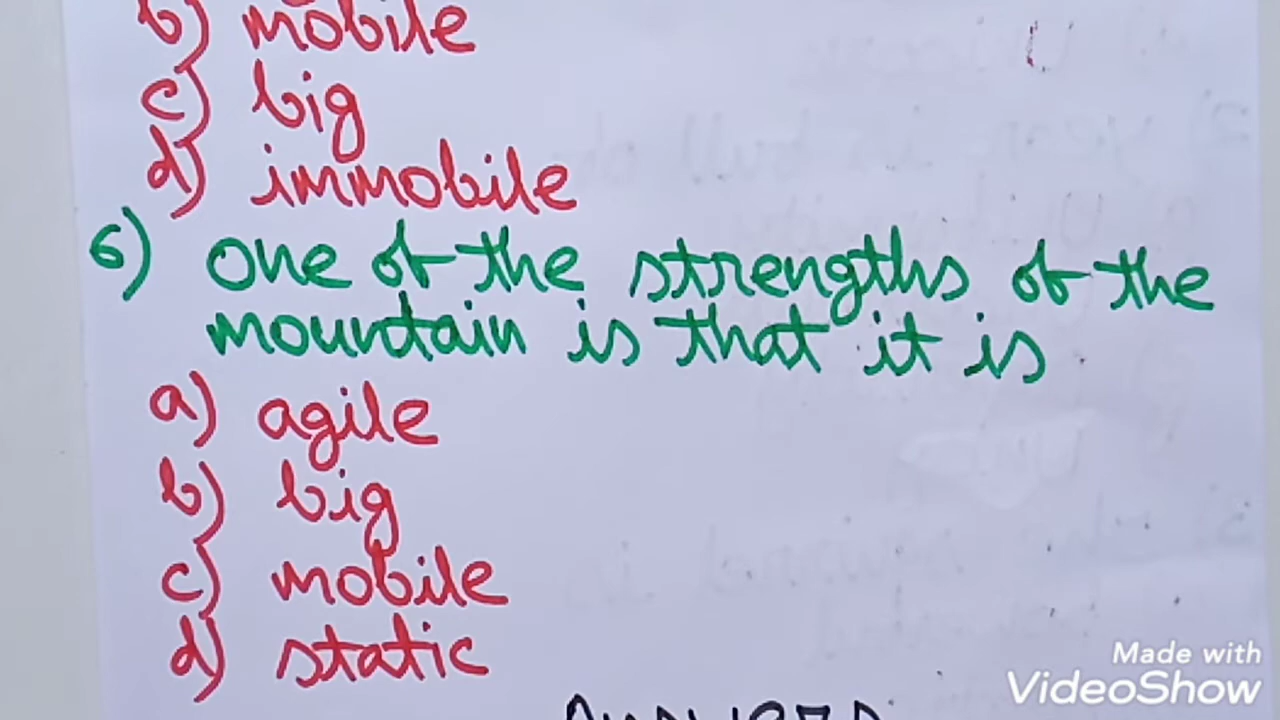 b) mobile
c) big
d) immobile
6) One of the strengths of the
mountain is that it is
a) agile
b) big
c) mobile
d) static
Answers
Made with
VideoShow